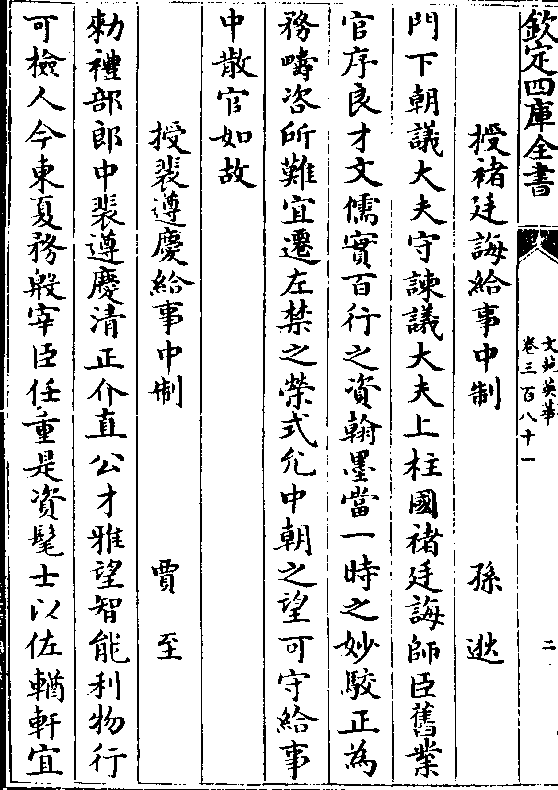 欽定四庫全書
文苑英華
卷三百八十一
二
授褚廷誨給事中制 孫逖
門下朝議大夫守諫議大夫上柱國褚廷誨師臣舊業
官序良才文儒實百行之資翰墨當一時之妙駮正為
務疇咨所難宜遷左禁之榮式允中朝之望可守給事
中散官如故
授裴遵慶給事中制 賈至
勑禮部郎中裴遵慶清正介直公才雅望智能利物行
可檢人今東夏務殷宰臣任重是資髦士以佐輶軒宜